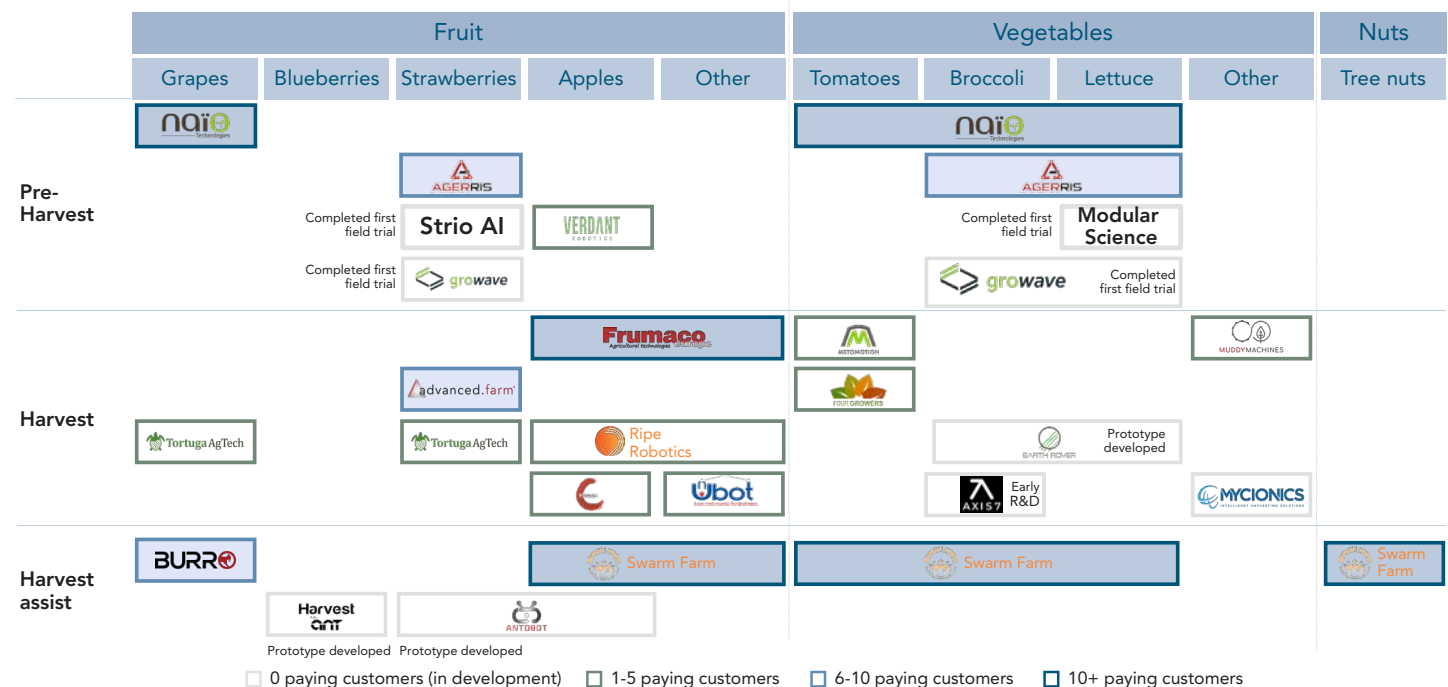 Fruit
Vegetables
Nuts
Grapes
Blueberries
Strawberries
Apples
Other
Tomatoes
Broccoli
Lettuce
Other
Tree nuts
Pre-
Harvest
naïo
Technologies
naïo
Technologies
AGERRIS
AGERRIS
Completed first
field trial
Strio AI
VERDANT
ROBOTICS
Completed first
field trial
Modular
Science
Completed first
field trial
growave
growave
Completed
first field trial
Harvest
Frumaco
europe
Agricultural technologies
METOMOTION
MUDDYMACHINES
advanced.farm
FOUR GROWERS
Tortuga AgTech
Tortuga AgTech
Ripe
Robotics
EARTH ROVER
Prototype
developed
Ubot
AXIS7
Early
R&D
MYCIONICS
INTELLIGENT HARVESTING SOLUTIONS
Harvest
assist
BURRO
Swarm Farm
Swarm Farm
Swarm
Farm
Harvest
ant
ANTOBOT
Prototype developed
Prototype developed
0 paying customers (in development)
1-5 paying customers
6-10 paying customers
10+ paying customers